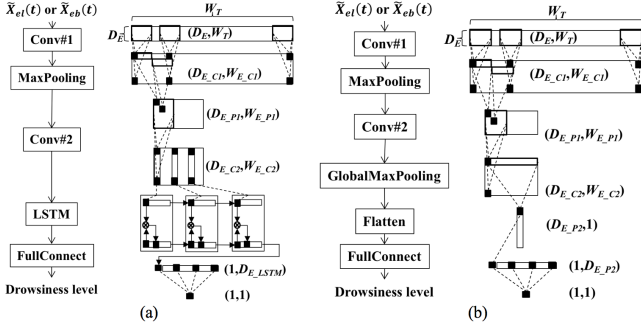 X̃el(t) or X̃eb(t)
Conv#1
MaxPooling
Conv#2
LSTM
FullConnect
Drowsiness level
WT
DE
(DE,WT)
(DE_C1,WE_C1)
(DE_P1,WE_P1)
(DE_C2,WE_C2)
(1,DE_LSTM)
(1,1)
(a)
X̃el(t) or X̃eb(t)
Conv#1
MaxPooling
Conv#2
GlobalMaxPooling
Flatten
FullConnect
Drowsiness level
WT
DE
(DE,WT)
(DE_C1,WE_C1)
(DE_P1,WE_P1)
(DE_C2,WE_C2)
(DE_P2,1)
(1,DE_P2)
(1,1)
(b)